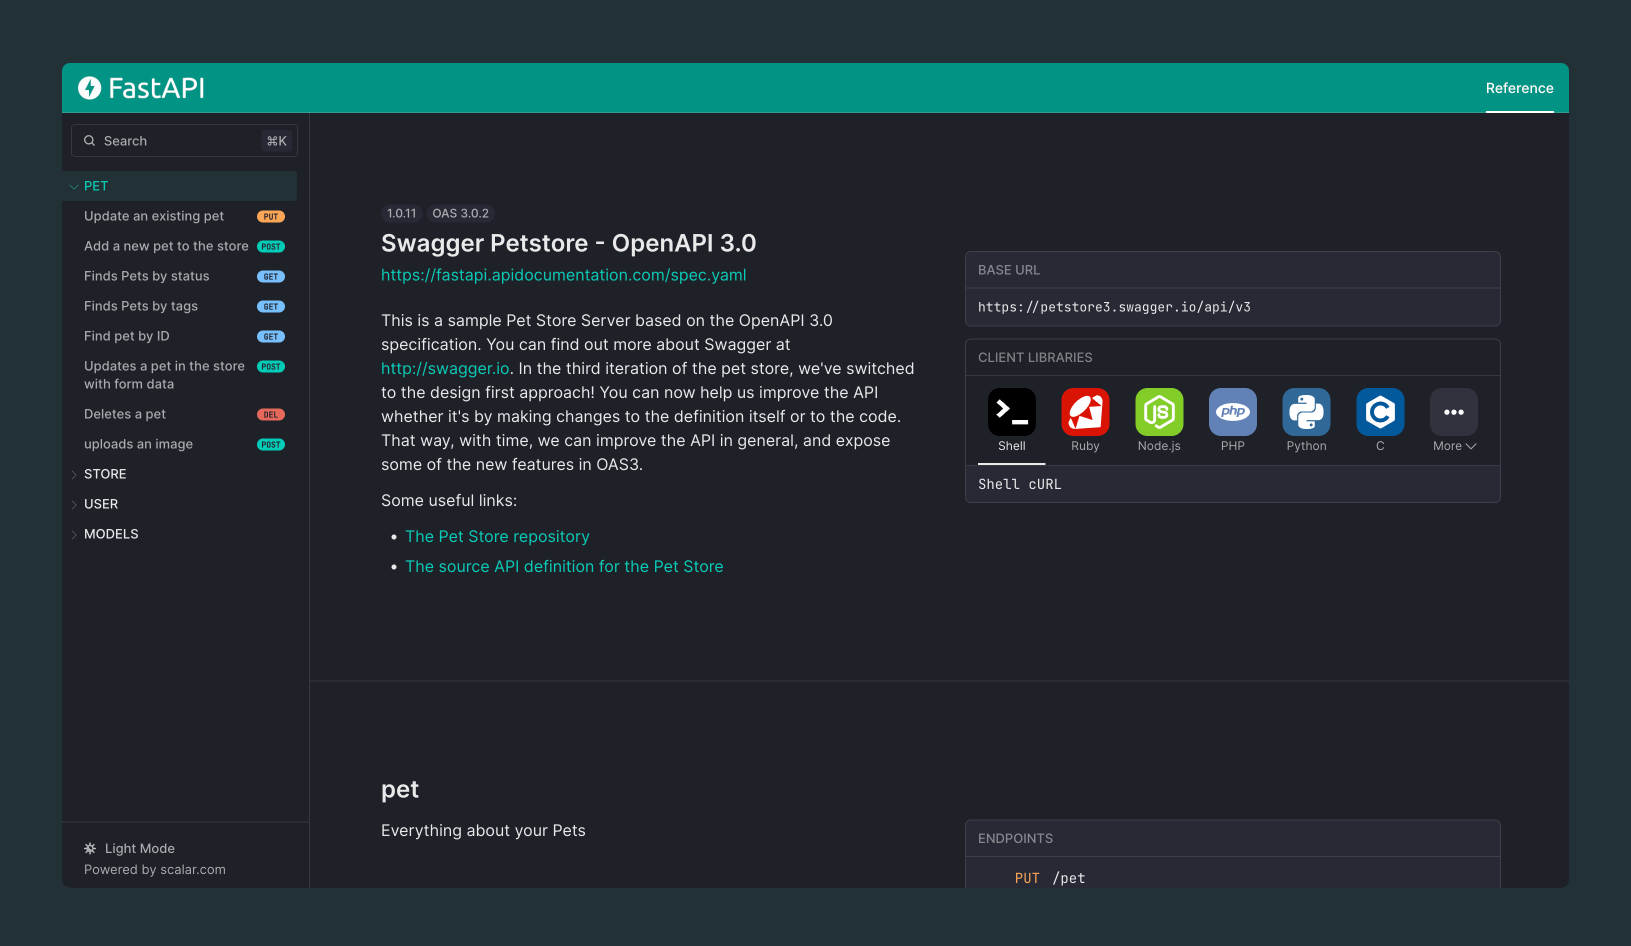 FastAPI
Reference
Search ⌘K
PET
Update an existing pet PUT
Add a new pet to the store POST
Finds Pets by status GET
Finds Pets by tags GET
Find pet by ID GET
Updates a pet in the store POST
with form data
Deletes a pet DEL
uploads an image POST
STORE
USER
MODELS
Light Mode
Powered by scalar.com
1.0.11 OAS 3.0.2
Swagger Petstore - OpenAPI 3.0
https://fastapi.apidocumentation.com/spec.yaml
This is a sample Pet Store Server based on the OpenAPI 3.0
specification. You can find out more about Swagger at
http://swagger.io. In the third iteration of the pet store, we've switched
to the design first approach! You can now help us improve the API
whether it's by making changes to the definition itself or to the code.
That way, with time, we can improve the API in general, and expose
some of the new features in OAS3.
Some useful links:
• The Pet Store repository
• The source API definition for the Pet Store
BASE URL
https://petstore3.swagger.io/api/v3
CLIENT LIBRARIES
js php
Shell Ruby Node.js PHP Python C More
Shell cURL
pet
Everything about your Pets
ENDPOINTS
PUT /pet